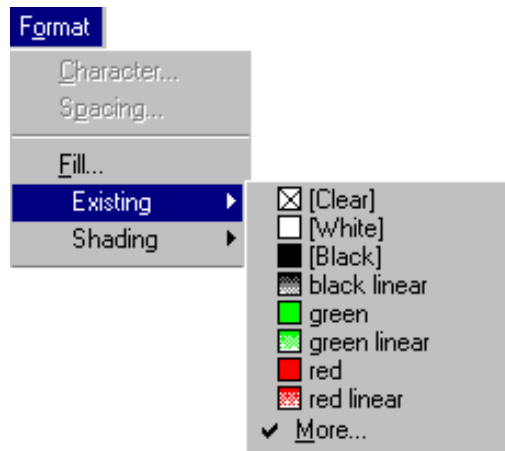 Format
Character...
Spacing...
Fill...
Existing
Shading
[Clear]
[White]
[Black]
black linear
green
green linear
red
red linear
More...